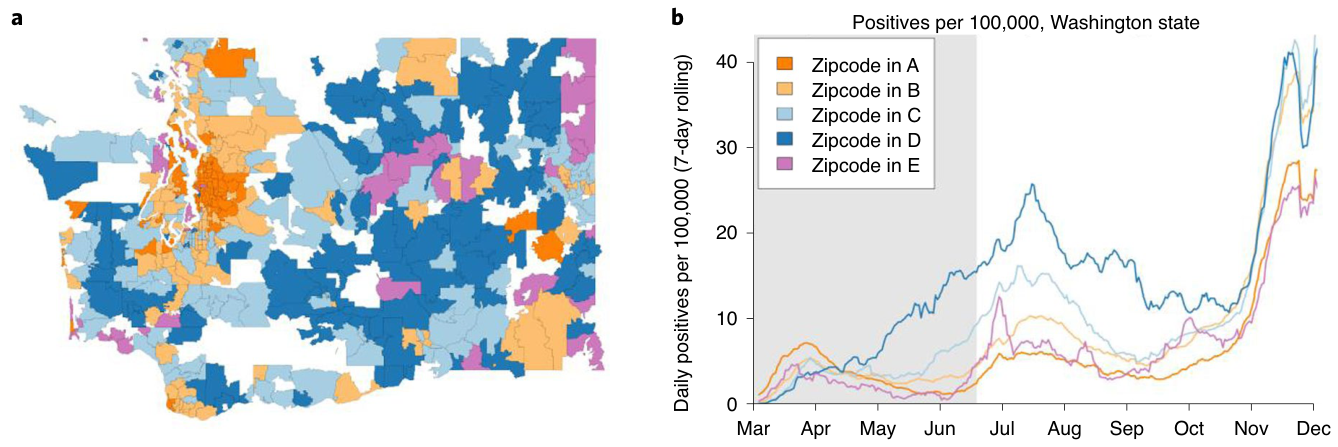 a
b
Positives per 100,000, Washington state
Daily positives per 100,000 (7-day rolling)
40
30
20
10
0
Zipcode in A
Zipcode in B
Zipcode in C
Zipcode in D
Zipcode in E
Mar Apr May Jun Jul Aug Sep Oct Nov Dec